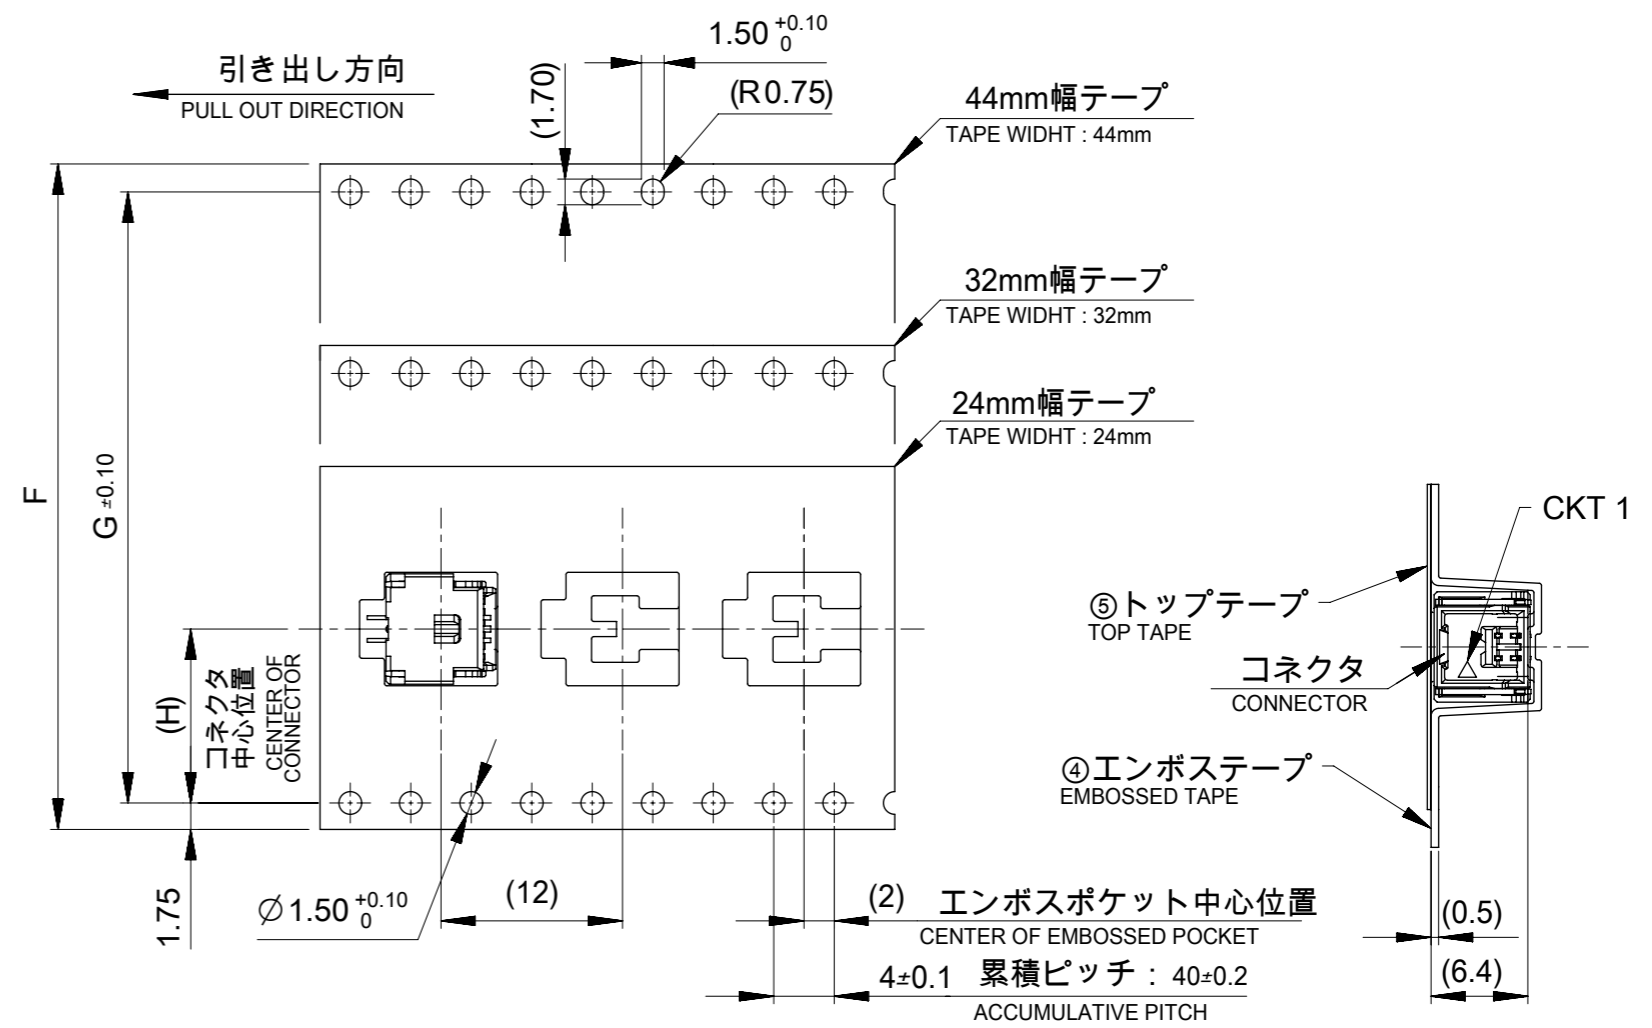 引き出し方向
PULL OUT DIRECTION
1.50 +0.10 0
(1.70)
(R0.75)
44mm幅テープ
TAPE WIDHT : 44mm
32mm幅テープ
TAPE WIDHT : 32mm
24mm幅テープ
TAPE WIDHT : 24mm
F
G ±0.10
(H)
コネクタ
中心位置
CENTER OF
CONNECTOR
1.75
∅1.50 +0.10 0
(12)
(2)
エンボスポケット中心位置
CENTER OF EMBOSSED POCKET
4±0.1
累積ピッチ : 40±0.2
ACCUMULATIVE PITCH
CKT 1
⑤トップテープ
TOP TAPE
コネクタ
CONNECTOR
④エンボステープ
EMBOSSED TAPE
(0.5)
(6.4)